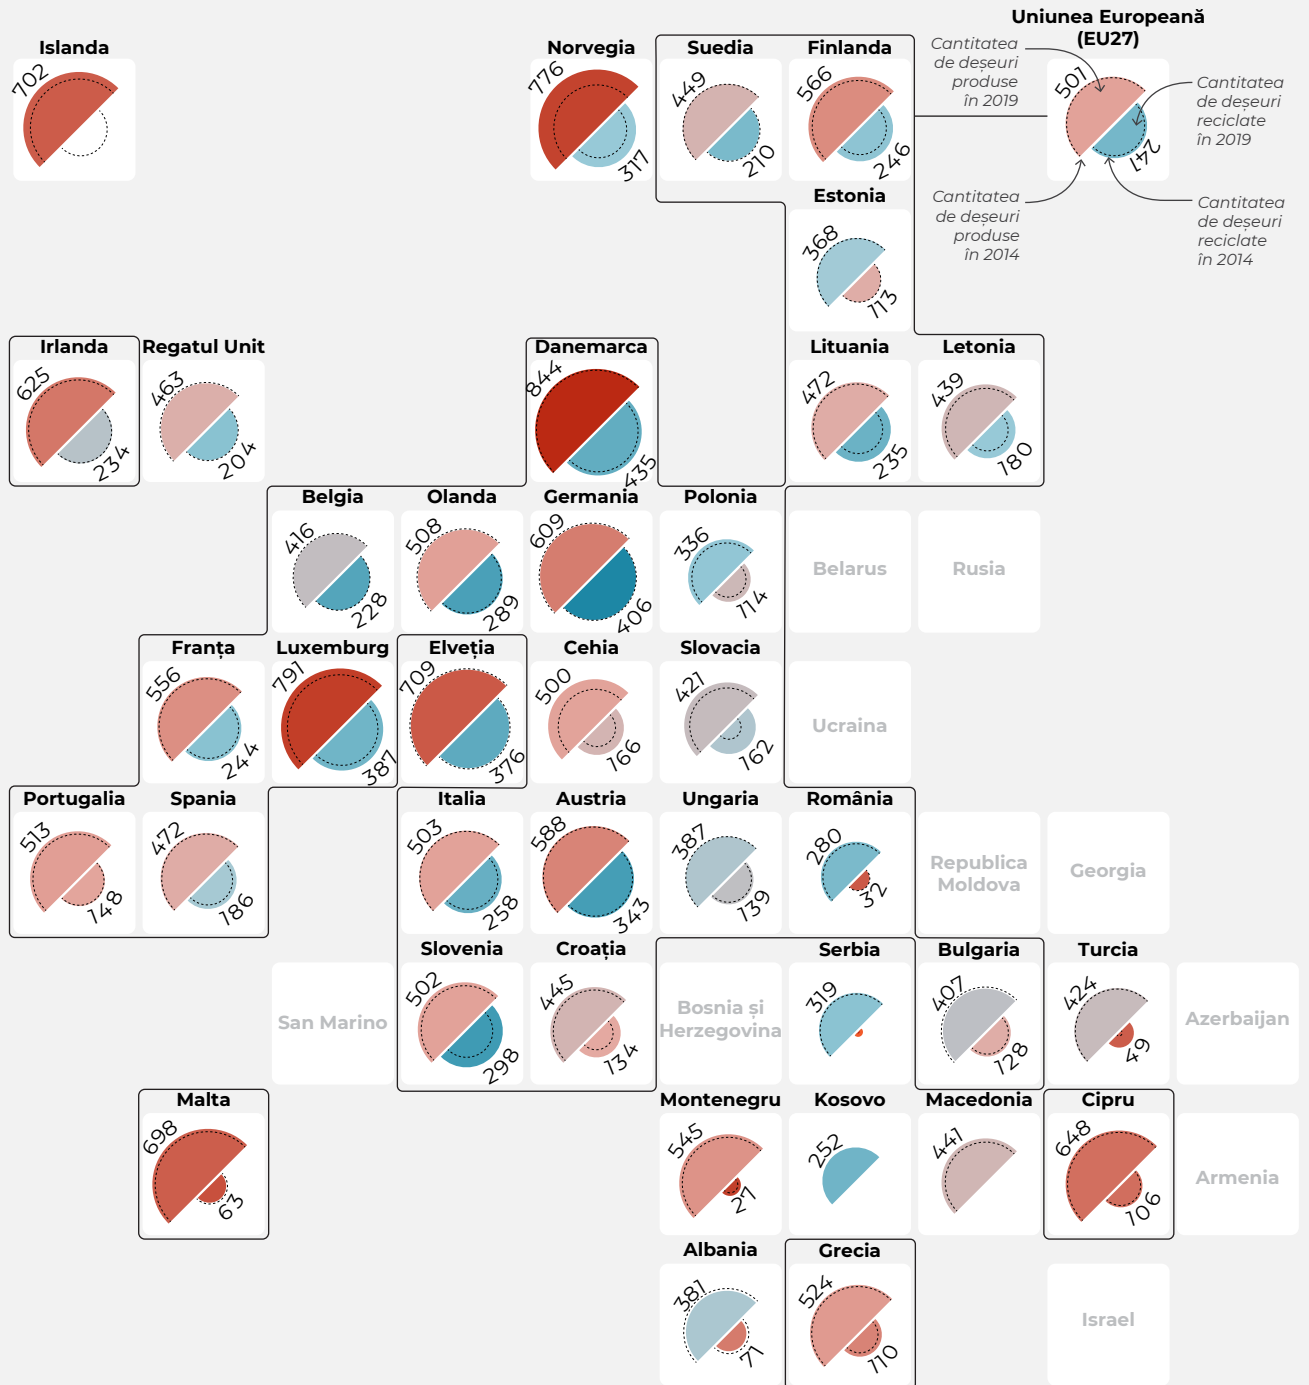 Uniunea Europeană
(EU27)
Islanda
702
Norvegia
776
317
Suedia
449
210
Finlanda
566
246
Cantitatea
de deșeuri
produse
în 2019
501
241
Cantitatea
de deșeuri
reciclate
în 2019
Cantitatea
de deșeuri
produse
în 2014
Cantitatea
de deșeuri
reciclate
în 2014
Estonia
368
113
Irlanda
625
234
Regatul Unit
463
204
Danemarca
844
435
Lituania
472
235
Letonia
439
180
Belgia
416
228
Olanda
508
289
Germania
609
406
Polonia
336
114
Belarus
Rusia
Franța
556
244
Luxemburg
791
387
Elveția
709
376
Cehia
500
166
Slovacia
421
162
Ucraina
Portugalia
513
148
Spania
472
186
Italia
503
258
Austria
588
343
Ungaria
387
139
România
280
32
Republica
Moldova
Georgia
San Marino
Slovenia
502
298
Croația
445
134
Bosnia și
Herzegovina
Serbia
319
Bulgaria
407
128
Turcia
424
49
Azerbaijan
Malta
698
63
Montenegru
545
27
Kosovo
252
Macedonia
441
Cipru
648
106
Armenia
Albania
381
71
Grecia
524
110
Israel